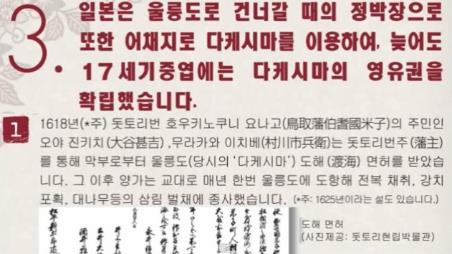 3.
일본은 울릉도로 건너갈 때의 정박장으로
또한 어채지로 다케시마를 이용하여, 늦어도
17세기중엽에는 다케시마의 영유권을
확립했습니다.
1
1618년(*주) 돗토리번 호우키노쿠니 요나고(鳥取藩伯耆國米子)의 주민인
오야 진키치(大谷甚吉) ,무라카와 이치베(村川市兵衛)는 돗토리번주(藩主)
를 통해 막부로부터 울릉도(당시의 ‘다케시마’) 도해(渡海) 면허를 받았습
니다. 그 이후 양가는 교대로 매년 한번 울릉도에 도항해 전복 채취, 강치
포획, 대나무등의 삼림 벌채에 종사했습니다. (*주: 1625년이라는 설도 있습니다.)
도해 면허
(사진제공: 돗토리현립박물관)